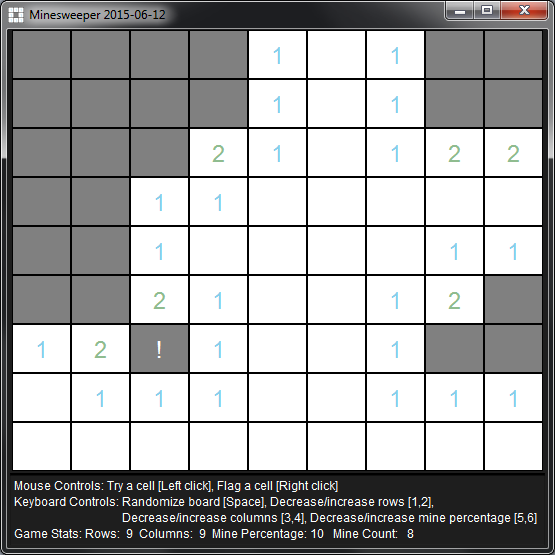 Minesweeper 2015-06-12
1 1
1 1
2 1 1 2 2
1 1
1 1 1
2 1 1 2
1 2 ! 1 1
1 1 1 1 1 1
Mouse Controls: Try a cell [Left click], Flag a cell [Right click]
Keyboard Controls: Randomize board [Space], Decrease/increase rows [1,2],
Decrease/increase columns [3,4], Decrease/increase mine percentage [5,6]
Game Stats: Rows: 9 Columns: 9 Mine Percentage: 10 Mine Count: 8